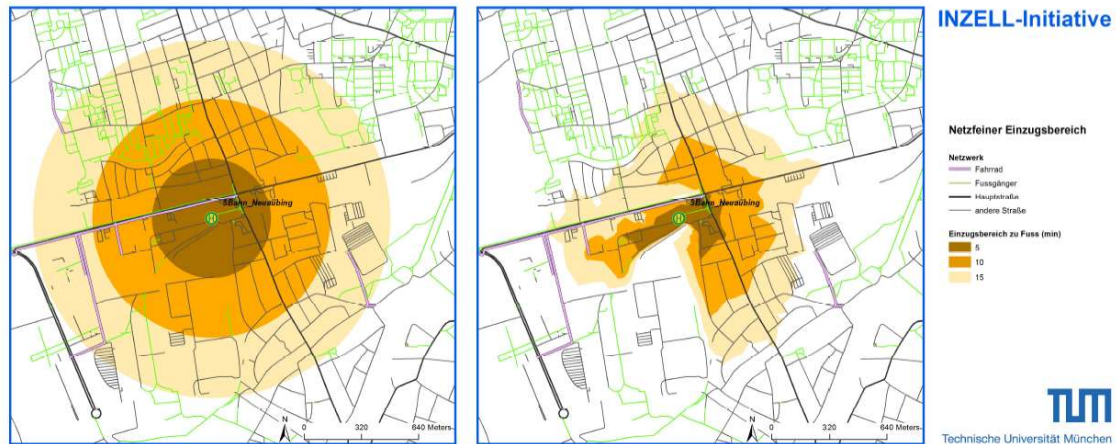 INZELL-Initiative
SBahn_Neuaubing
H
N
0 320 640 Meters
SBahn_Neuaubing
H
N
0 320 640 Meters
Netzfeiner Einzugsbereich
Netzwerk
Fahrrad
Fussgänger
Hauptstraße
andere Straße
Einzugsbereich zu Fuss (min)
5
10
15
TUM
Technische Universität München